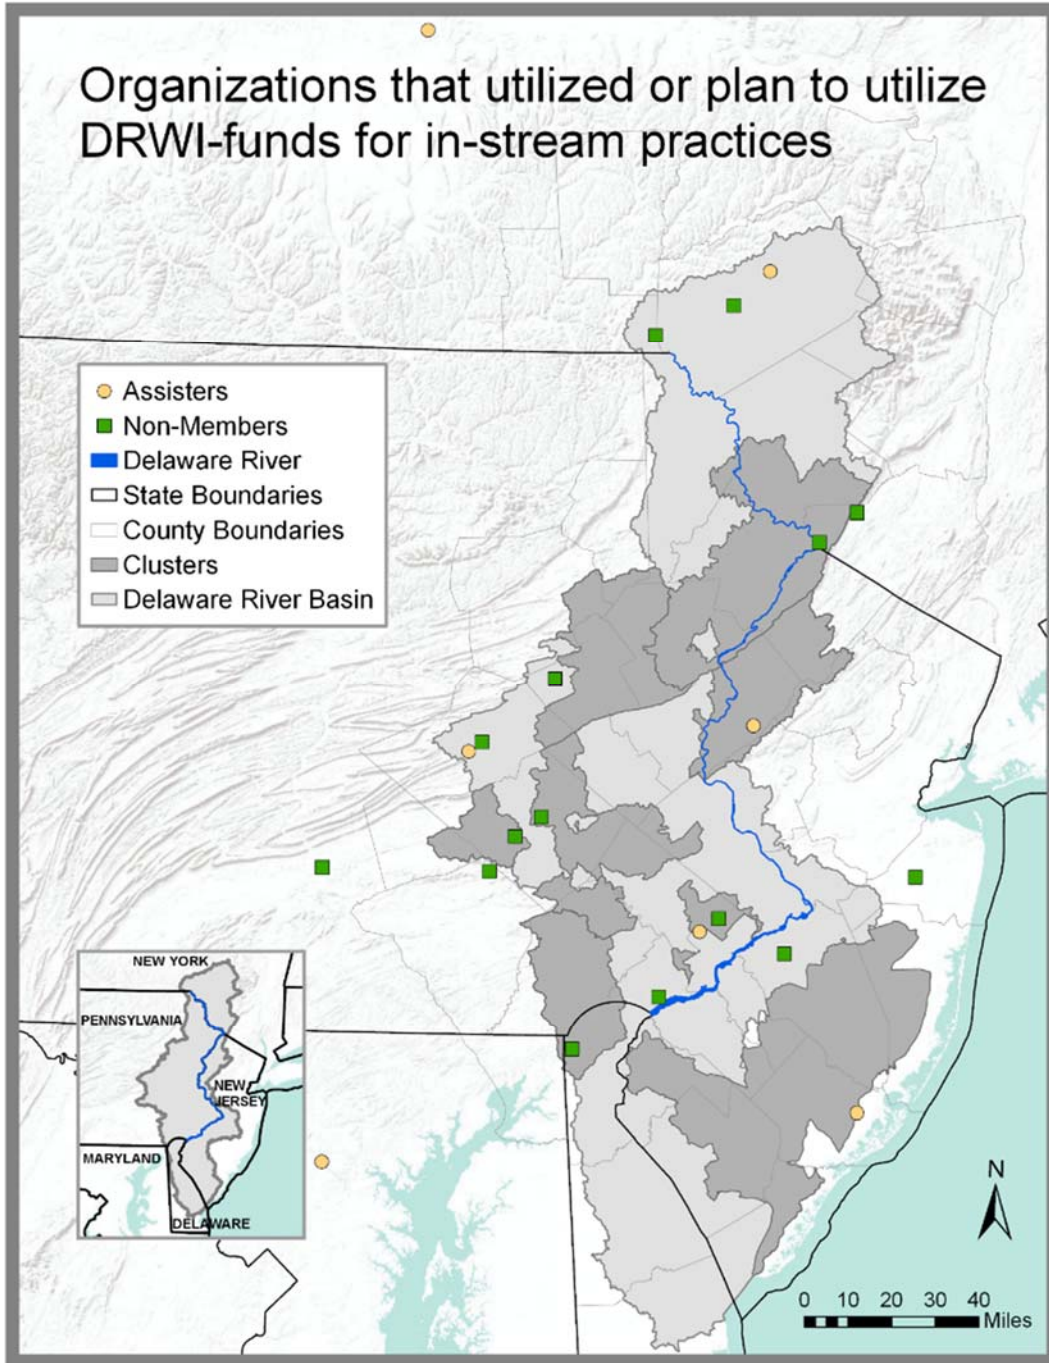 Organizations that utilized or plan to utilize
DRWI-funds for in-stream practices
Assisters
Non-Members
Delaware River
State Boundaries
County Boundaries
Clusters
Delaware River Basin
NEW YORK
PENNSYLVANIA
NEW
JERSEY
MARYLAND
DELAWARE
N
0 10 20 30 40
Miles